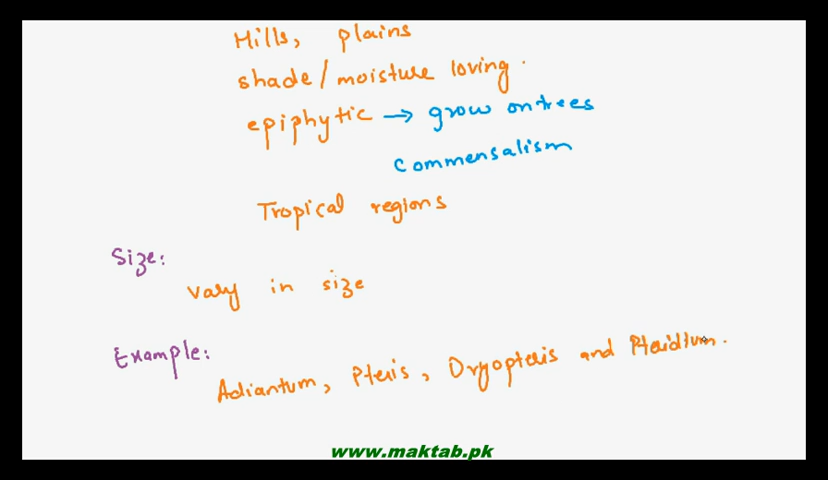 Hills, plains
shade/moisture loving.
epiphytic → grow on trees
Commensalism
Tropical regions
Size:
vary in size
Example:
Adiantum, Pteris, Dryopteris and Pteridium.
www.maktab.pk